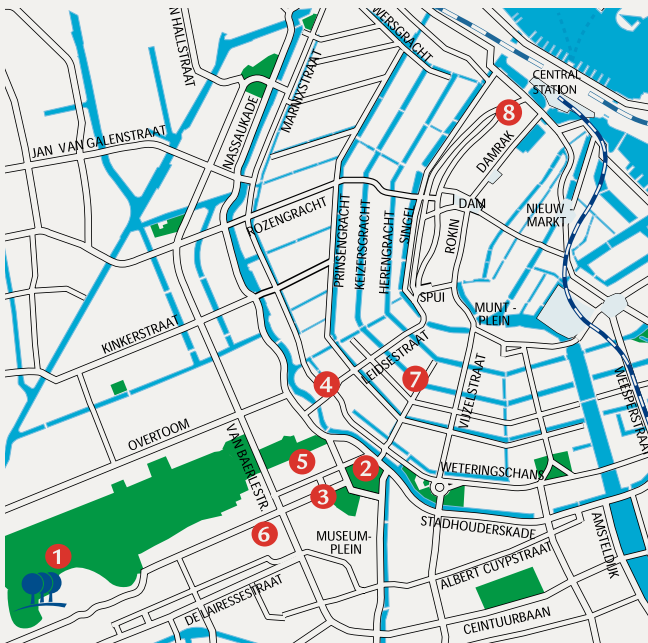 N HALLSTRAAT
WERSGRACHT
CENTRAL
STATION
8
MARNIXSTRAAT
NASSAUKADE
JAN VAN GALENSTRAAT
DAMRAK
ROZENGRACHT
PRINSENGRACHT
KEIZERSGRACHT
HERENGRACHT
SINGEL
DAM
ROKIN
NIEUW
MARKT
SPUI
MUNT-
PLEIN
KINKERSTRAAT
LEIDSESTRAAT
4
7
VIJZELSTRAAT
WEESPERSTRAAT
OVERTOOM
VAN BAERLESTR.
5
2
3
WETERINGSCHANS
6
MUSEUM-
PLEIN
STADHOUDERSKADE
AMSTELDIJK
1
ALBERT CUYPSTRAAT
DE LAIRESSESTRAAT
CEINTUURBAAN